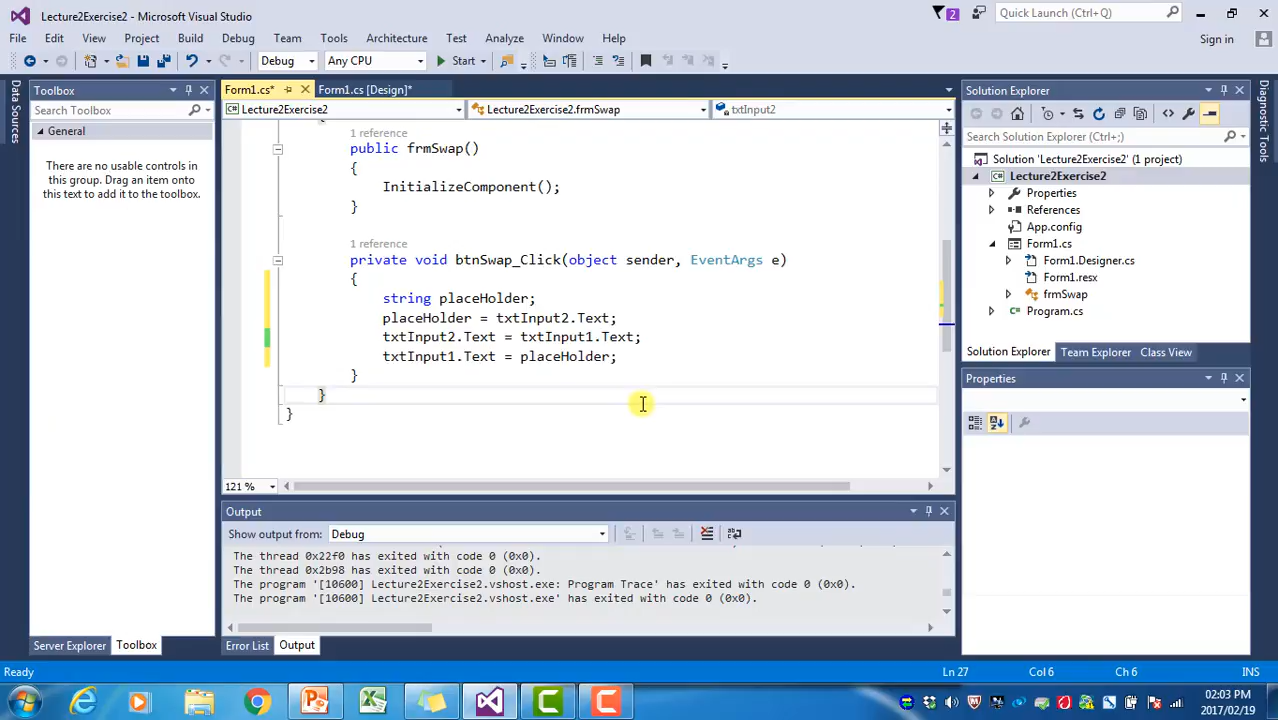 Lecture2Exercise2 - Microsoft Visual Studio
2
Quick Launch (Ctrl+Q)
File Edit View Project Build Debug Team Tools Architecture Test Analyze Window Help
Sign in
Debug Any CPU Start
Data Sources
Toolbox
Search Toolbox
General
There are no usable controls in
this group. Drag an item onto
this text to add it to the toolbox.
Form1.cs* Form1.cs [Design]*
Lecture2Exercise2 Lecture2Exercise2.frmSwap txtInput2
{
1 reference
public frmSwap()
{
InitializeComponent();
}
1 reference
private void btnSwap_Click(object sender, EventArgs e)
{
string placeHolder;
placeHolder = txtInput2.Text;
txtInput2.Text = txtInput1.Text;
txtInput1.Text = placeHolder;
}
}
}
121 %
Output
Show output from: Debug
The thread 0x22f0 has exited with code 0 (0x0).
The thread 0x2b98 has exited with code 0 (0x0).
The program '[10600] Lecture2Exercise2.vshost.exe: Program Trace' has exited with code 0 (0x0).
The program '[10600] Lecture2Exercise2.vshost.exe' has exited with code 0 (0x0).
Server Explorer Toolbox
Error List Output
Solution Explorer
Search Solution Explorer (Ctrl+;)
Solution 'Lecture2Exercise2' (1 project)
Lecture2Exercise2
Properties
References
App.config
Form1.cs
Form1.Designer.cs
Form1.resx
frmSwap
Program.cs
Solution Explorer Team Explorer Class View
Properties
Diagnostic Tools
Ready Ln 27 Col 6 Ch 6 INS
02:03 PM
2017/02/19